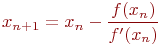 x_{n+1} = x_n - \frac{f(x_n)}{f'(x_n)}